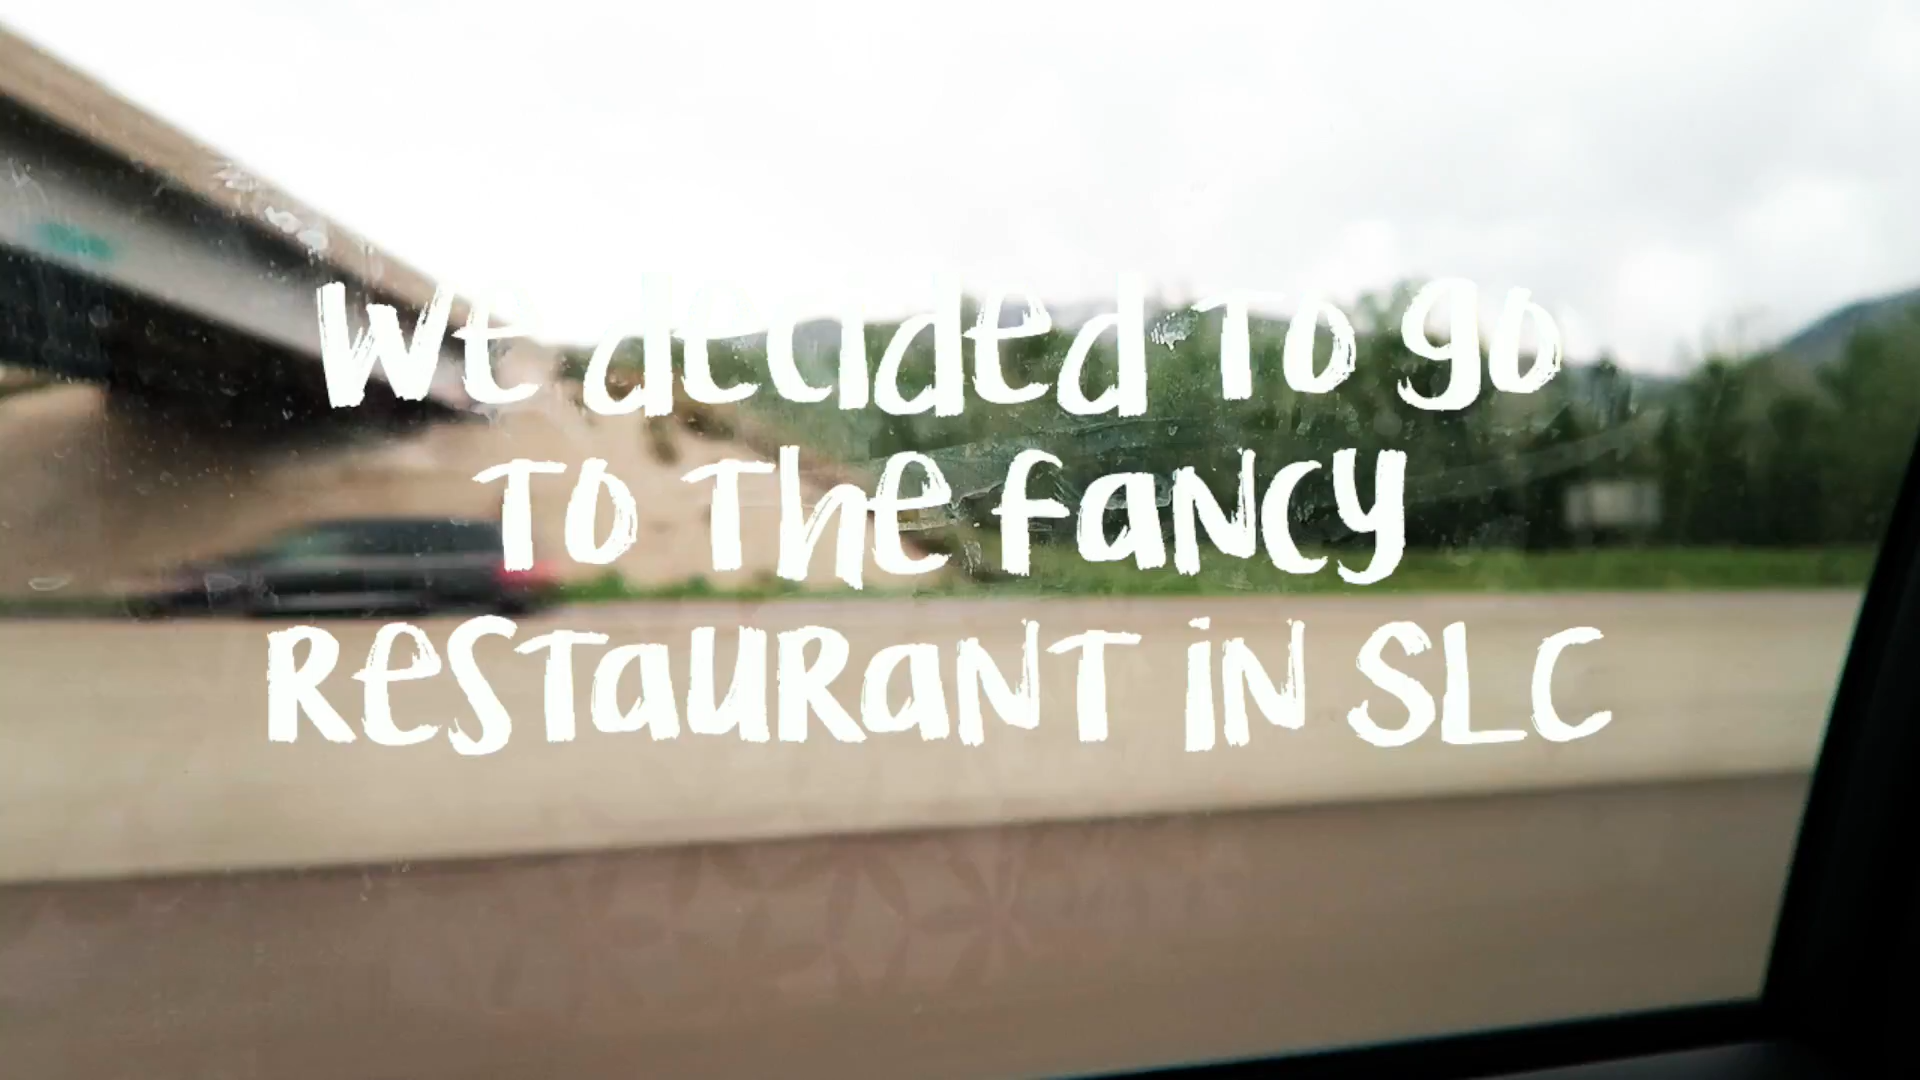 We decided to go
to the fancy
restaurant in SLC